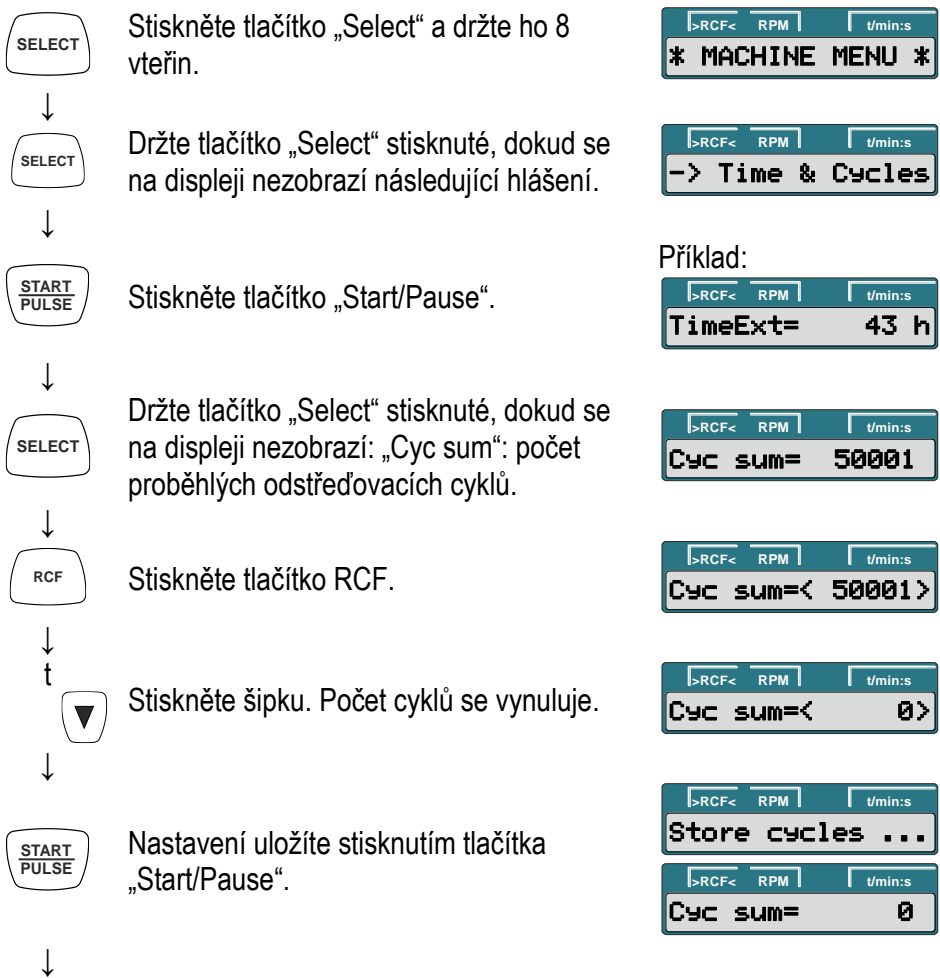 SELECT
Stiskněte tlačítko „Select“ a držte ho 8
vteřin.
>RCF< RPM t/min:s
* MACHINE MENU *
↓
SELECT
Držte tlačítko „Select“ stisknuté, dokud se
na displeji nezobrazí následující hlášení.
>RCF< RPM t/min:s
-> Time & Cycles
↓
START
PULSE
Stiskněte tlačítko „Start/Pause“.
Příklad:
>RCF< RPM t/min:s
TimeExt= 43 h
↓
SELECT
Držte tlačítko „Select“ stisknuté, dokud se
na displeji nezobrazí: „Cyc sum“: počet
proběhlých odstřeďovacích cyklů.
>RCF< RPM t/min:s
Cyc sum= 50001
↓
RCF
Stiskněte tlačítko RCF.
>RCF< RPM t/min:s
Cyc sum=< 50001>
↓
t
▼
Stiskněte šipku. Počet cyklů se vynuluje.
>RCF< RPM t/min:s
Cyc sum=< 0>
↓
START
PULSE
Nastavení uložíte stisknutím tlačítka
„Start/Pause“.
>RCF< RPM t/min:s
Store cycles ...
>RCF< RPM t/min:s
Cyc sum= 0
↓